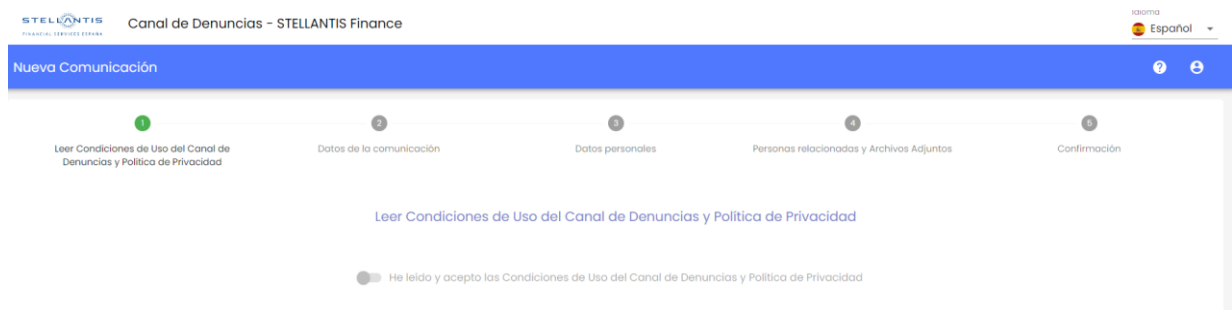 STELLANTIS
FINANCIAL SERVICES ESPAÑA
Canal de Denuncias - STELLANTIS Finance
Idioma
Español
Nueva Comunicación
1
2
3
4
5
Leer Condiciones de Uso del Canal de
Denuncias y Política de Privacidad
Datos de la comunicación
Datos personales
Personas relacionadas y Archivos Adjuntos
Confirmación
Leer Condiciones de Uso del Canal de Denuncias y Política de Privacidad
He leido y acepto las Condiciones de Uso del Canal de Denuncias y Política de Privacidad